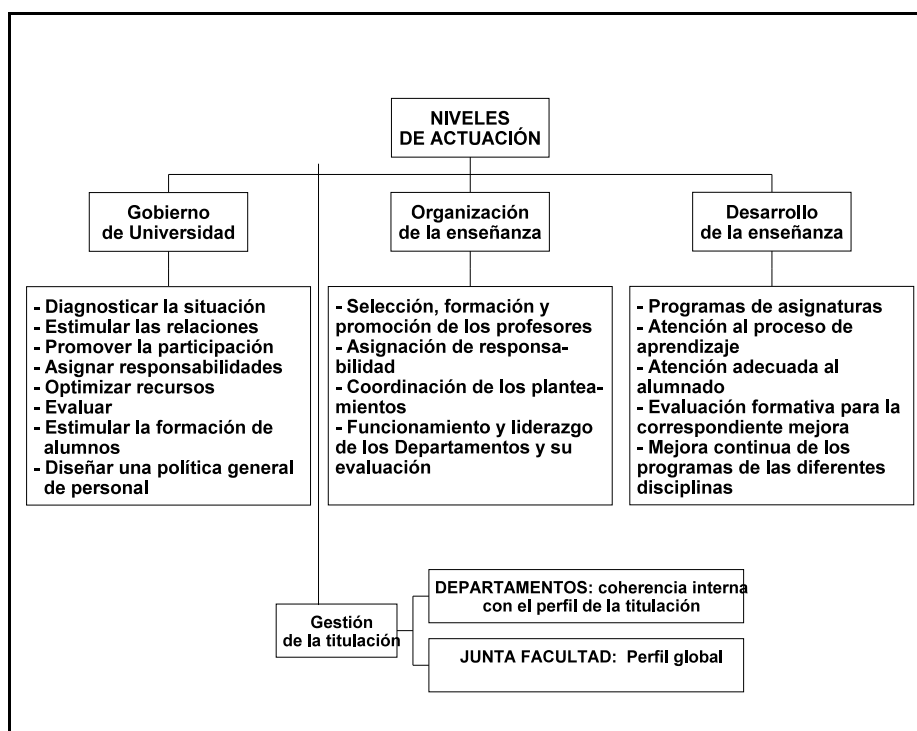 NIVELES
DE ACTUACIÓN
Gobierno
de Universidad
Organización
de la enseñanza
Desarrollo
de la enseñanza
- Diagnosticar la situación
- Estimular las relaciones
- Promover la participación
- Asignar responsabilidades
- Optimizar recursos
- Evaluar
- Estimular la formación de
alumnos
- Diseñar una política general
de personal
- Selección, formación y
promoción de los profesores
- Asignación de responsa-
bilidad
- Coordinación de los plantea-
mientos
- Funcionamiento y liderazgo
de los Departamentos y su
evaluación
- Programas de asignaturas
- Atención al proceso de
aprendizaje
- Atención adecuada al
alumnado
- Evaluación formativa para la
correspondiente mejora
- Mejora continua de los
programas de las diferentes
disciplinas
Gestión
de la titulación
DEPARTAMENTOS: coherencia interna
con el perfil de la titulación
JUNTA FACULTAD: Perfil global